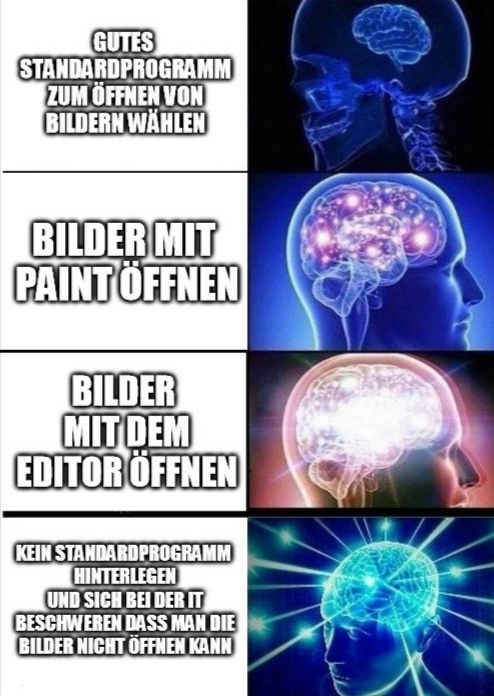 GUTES
STANDARDPROGRAMM
ZUM ÖFFNEN VON
BILDERN WÄHLEN
BILDER MIT
PAINT ÖFFNEN
BILDER
MIT DEM
EDITOR ÖFFNEN
KEIN STANDARDPROGRAMM
HINTERLEGEN
UND SICH BEI DER IT
BESCHWEREN DASS MAN DIE
BILDER NICHT ÖFFNEN KANN